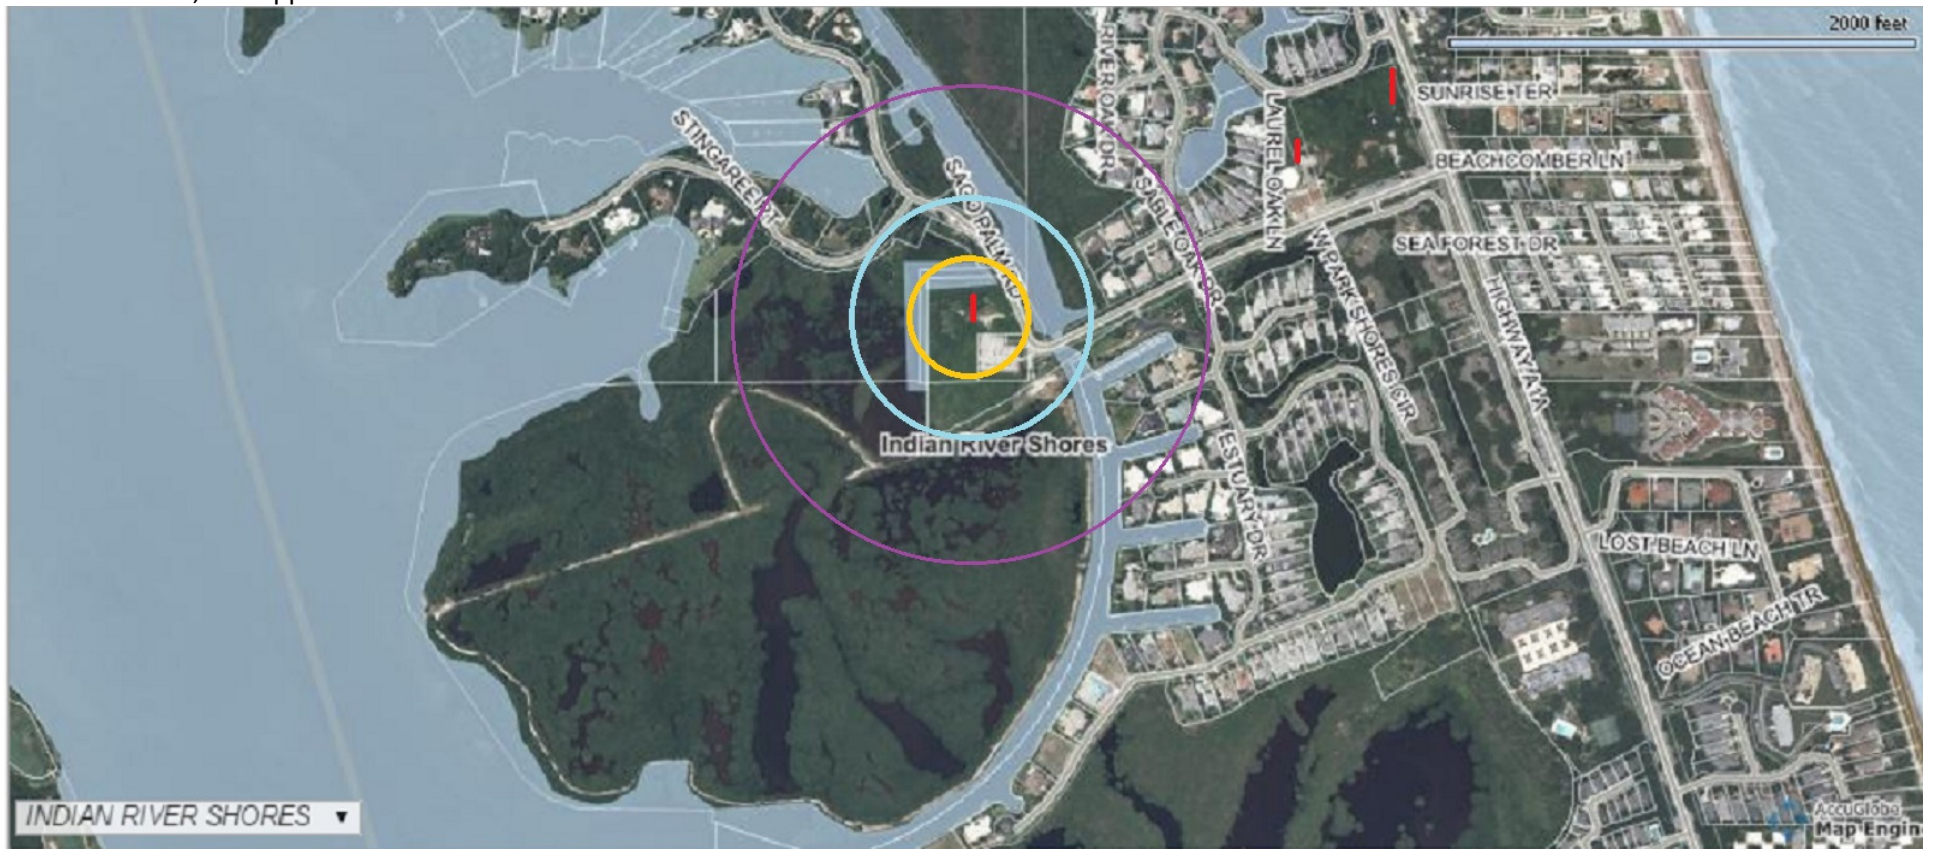 2000 feet
RIVER OAK DR
SUNRISE TER
STINGAREE PT
LAUREL OAK LN
BEACHCOMBER LN
SABLE OAK DR
SEA FOREST DR
W PARK SHORES CIR
HIGHWAY A1A
Indian River Shores
ESTUARY DR
LOST BEACH LN
OCEAN BEACH TR
INDIAN RIVER SHORES ▼
AccuGlobe
Map Engin